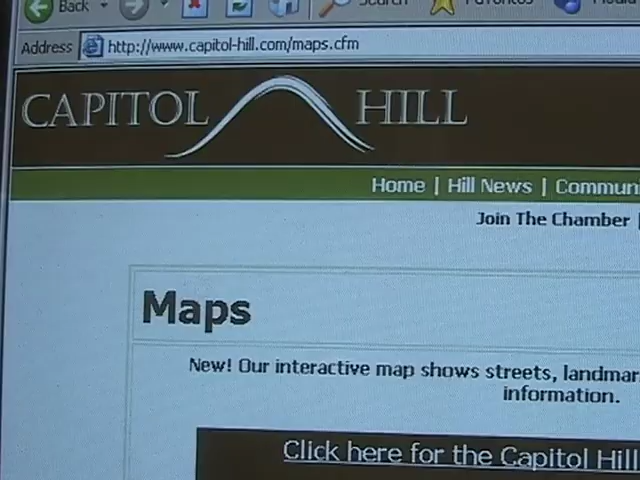 Back Search Favorites Media
Address http://www.capitol-hill.com/maps.cfm
CAPITOL HILL
Home | Hill News | Commun
Join The Chamber |
Maps
New! Our interactive map shows streets, landmar
information.
Click here for the Capitol Hill